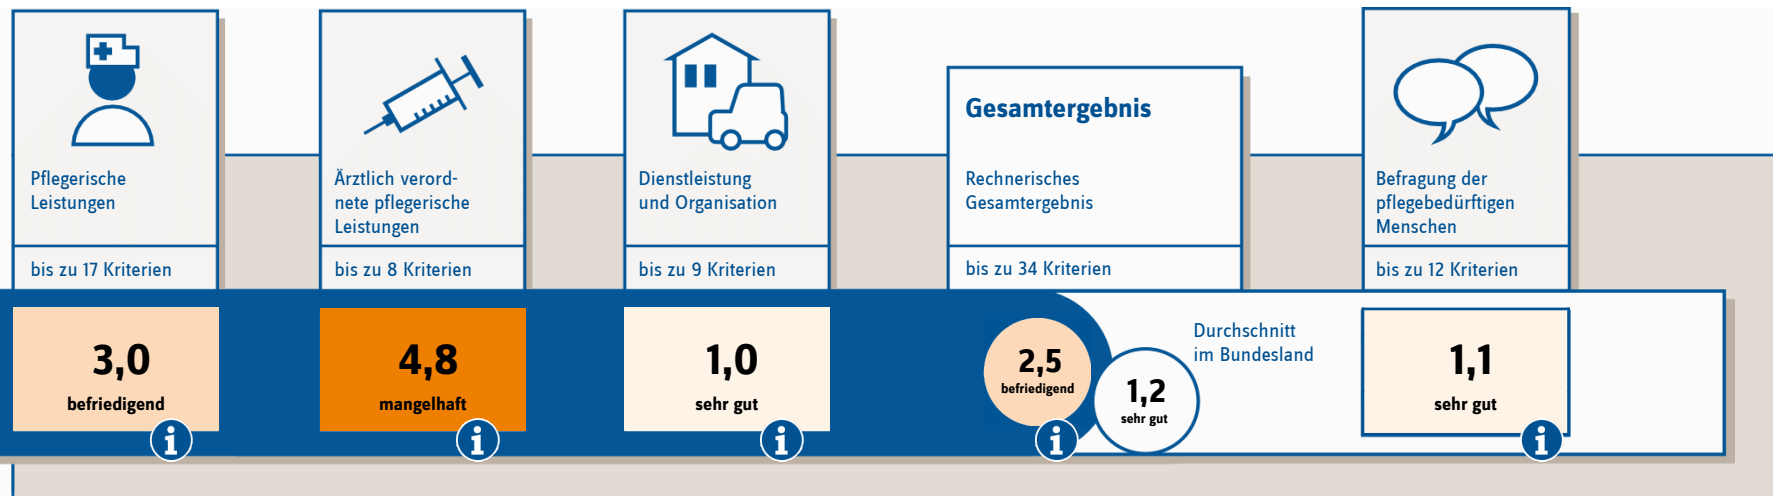 Pflegerische
Leistungen
bis zu 17 Kriterien
3,0
befriedigend
i
Ärztlich verord-
nete pflegerische
Leistungen
bis zu 8 Kriterien
4,8
mangelhaft
i
Dienstleistung
und Organisation
bis zu 9 Kriterien
1,0
sehr gut
i
Gesamtergebnis
Rechnerisches
Gesamtergebnis
bis zu 34 Kriterien
2,5
befriedigend
i
Durchschnitt
im Bundesland
1,2
sehr gut
Befragung der
pflegebedürftigen
Menschen
bis zu 12 Kriterien
1,1
sehr gut
i